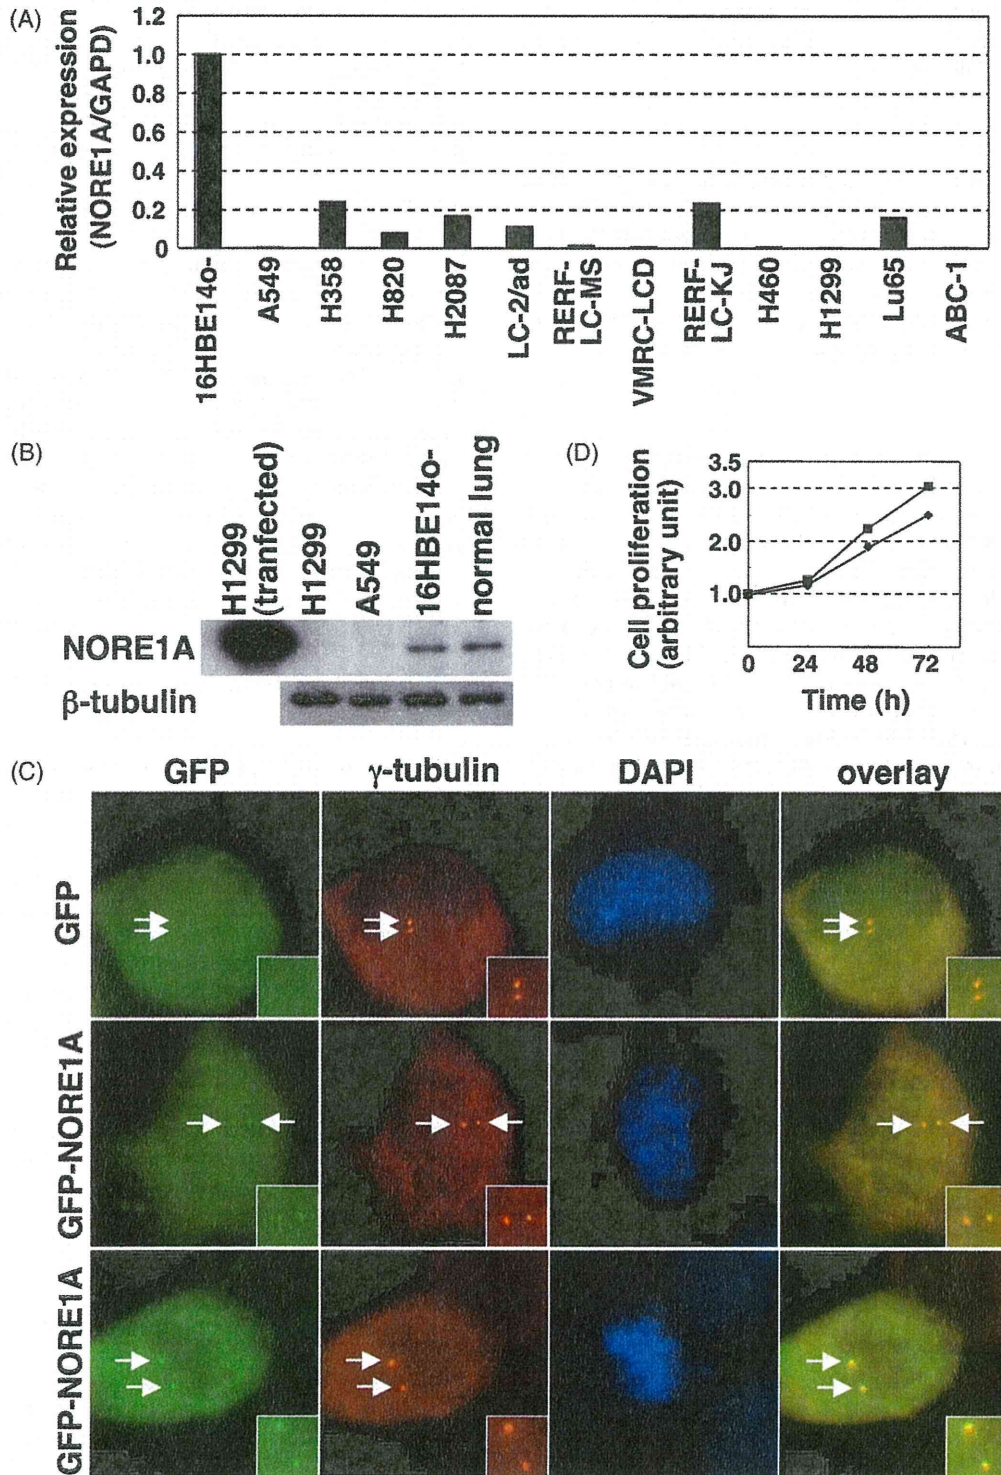 (A)
Relative expression
(NORE1A/GAPD)
1.2
1.0
0.8
0.6
0.4
0.2
0
16HBE14o-
A549
H358
H820
H2087
LC-2/ad
RERF-
LC-MS
VMRC-LCD
RERF-
LC-KJ
H460
H1299
Lu65
ABC-1
(B)
H1299
(tranfected)
H1299
A549
16HBE14o-
normal lung
NORE1A
β-tubulin
(D)
Cell proliferation
(arbitrary unit)
3.5
3.0
2.0
1.0
0
24
48
72
Time (h)
(C)
GFP
γ-tubulin
DAPI
overlay
GFP
GFP-NORE1A
GFP-NORE1A